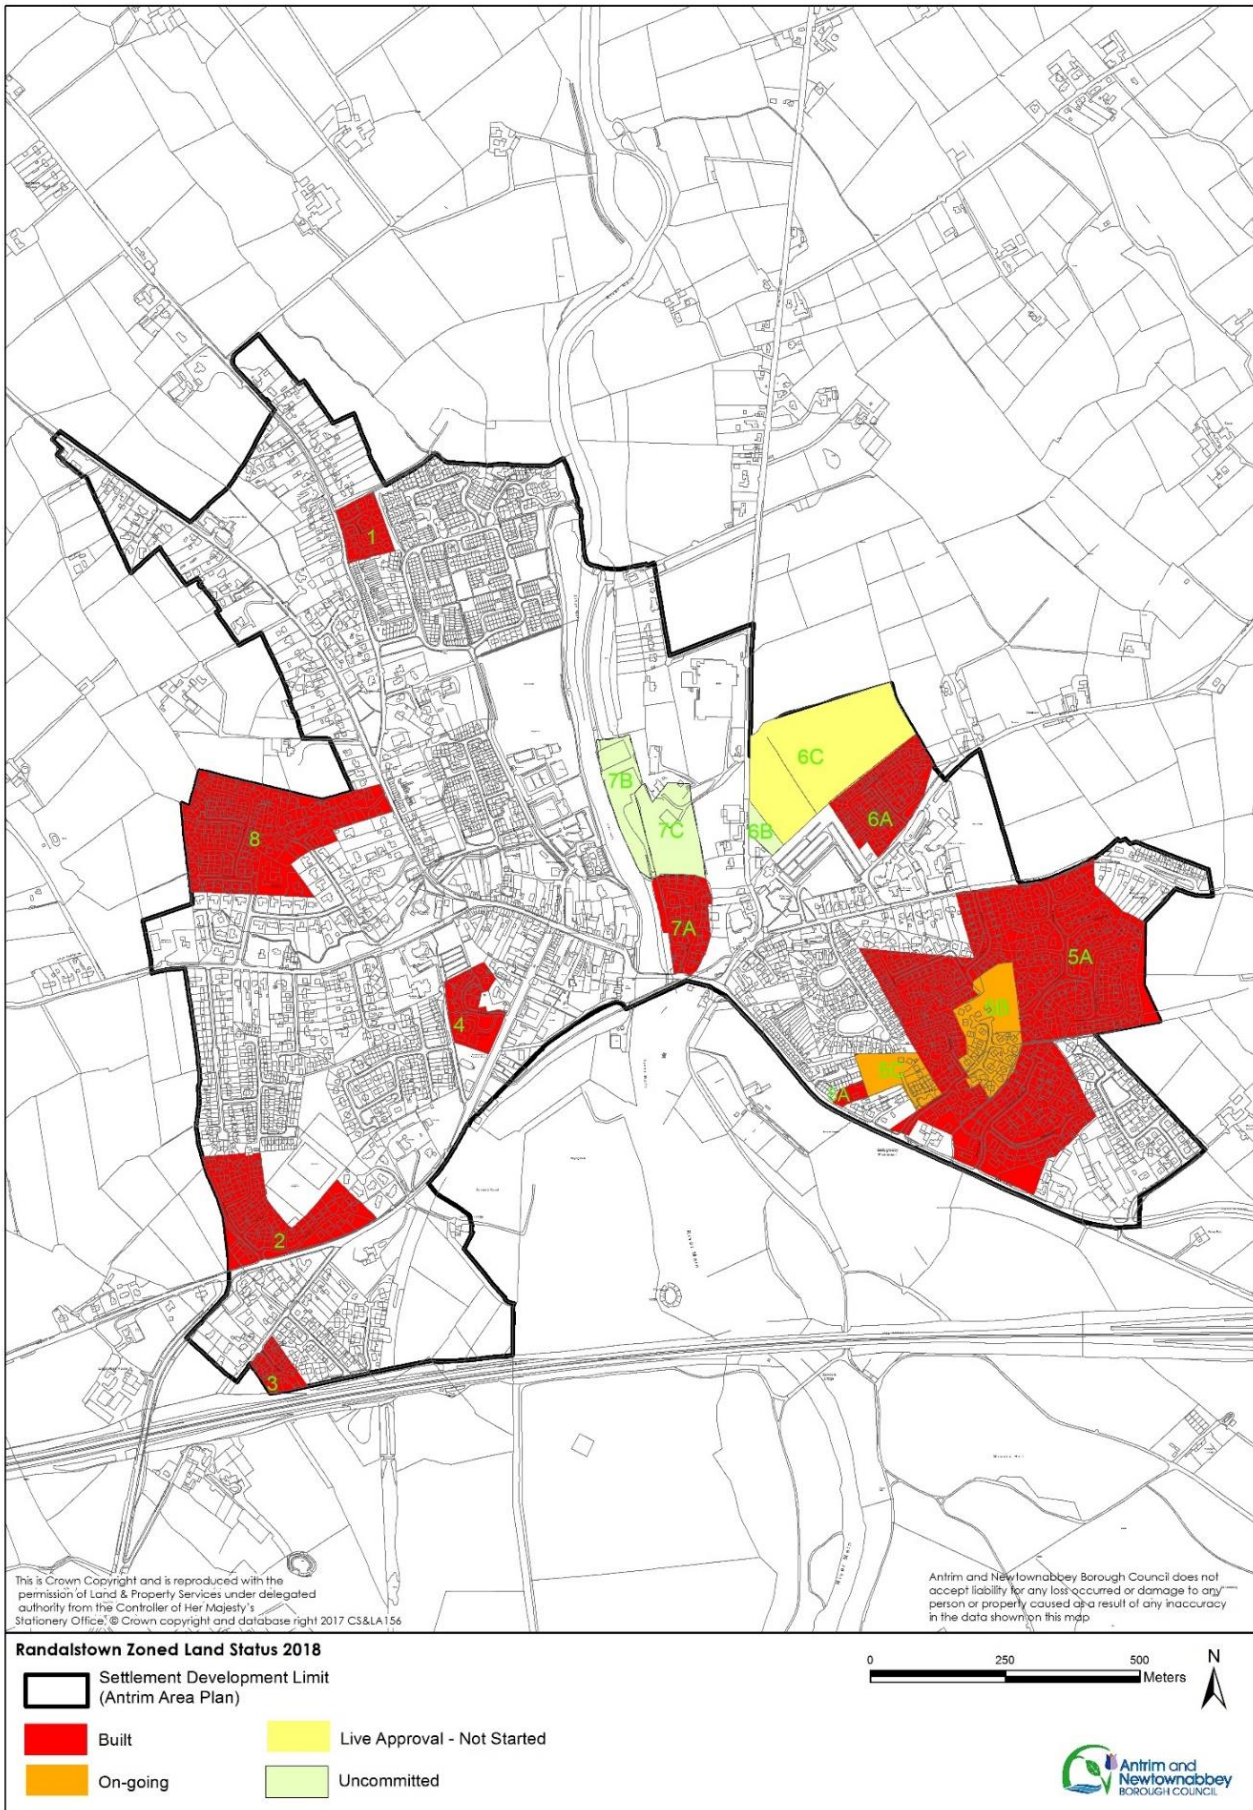 1
6C
7B
7C
6A
6B
8
7A
5A
4
2
3
River Main
This is Crown Copyright and is reproduced with the
permission of Land & Property Services under delegated
authority from the Controller of Her Majesty's
Stationery Office, © Crown copyright and database right 2017 CS&LA156
Antrim and Newtownabbey Borough Council does not
accept liability for any loss occurred or damage to any
person or property caused as a result of any inaccuracy
in the data shown on this map
Randalstown Zoned Land Status 2018
Settlement Development Limit
(Antrim Area Plan)
Built
Live Approval - Not Started
On-going
Uncommitted
0 250 500
Meters
N
Antrim and
Newtownabbey
BOROUGH COUNCIL